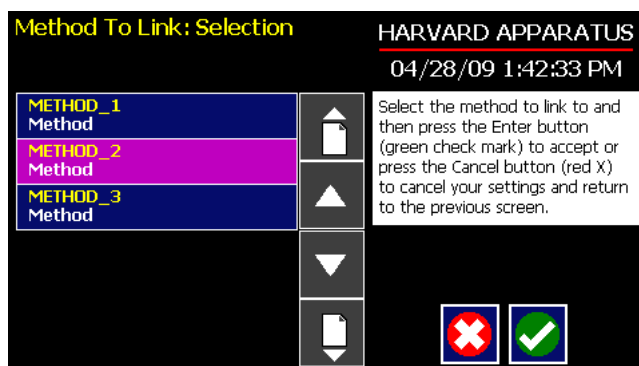 Method To Link: Selection
HARVARD APPARATUS
04/28/09 1:42:33 PM
METHOD_1
Method
METHOD_2
Method
METHOD_3
Method
Select the method to link to and
then press the Enter button
(green check mark) to accept or
press the Cancel button (red X)
to cancel your settings and return
to the previous screen.